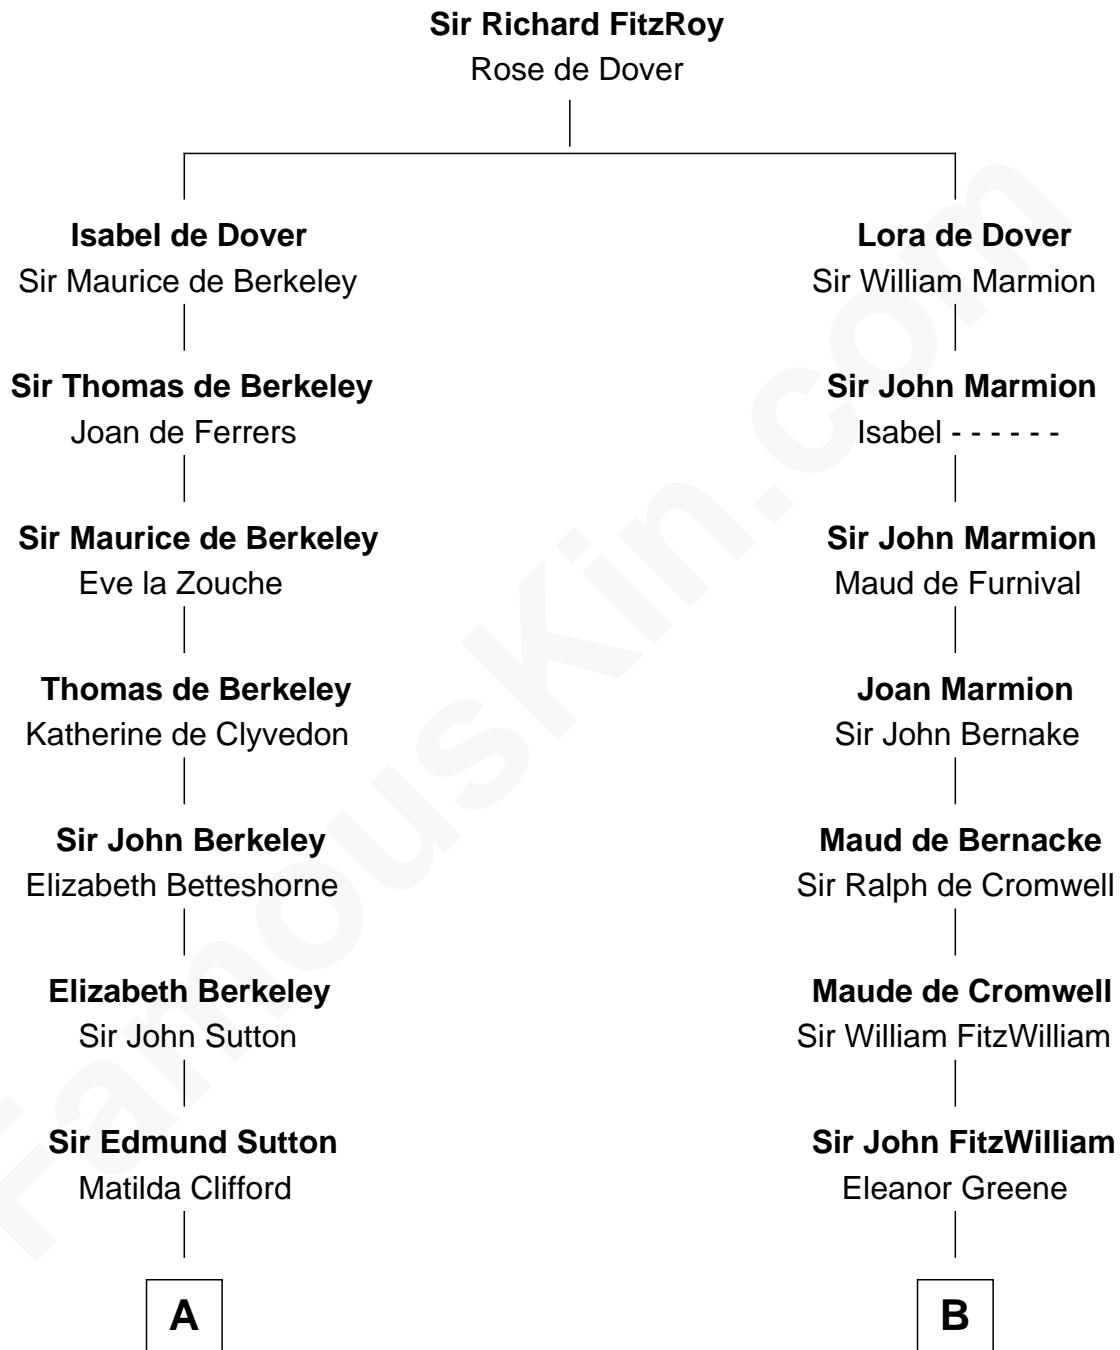 Sir Richard FitzRoy
Rose de Dover
Isabel de Dover
Sir Maurice de Berkeley
Lora de Dover
Sir William Marmion
Sir Thomas de Berkeley
Joan de Ferrers
Sir John Marmion
Isabel - - - - - -
Sir Maurice de Berkeley
Eve la Zouche
Sir John Marmion
Maud de Furnival
Thomas de Berkeley
Katherine de Clyvedon
Joan Marmion
Sir John Bernake
Sir John Berkeley
Elizabeth Betteshorne
Maud de Bernacke
Sir Ralph de Cromwell
Elizabeth Berkeley
Sir John Sutton
Maude de Cromwell
Sir William FitzWilliam
Sir Edmund Sutton
Matilda Clifford
Sir John FitzWilliam
Eleanor Greene
A
B
FamousKin.com